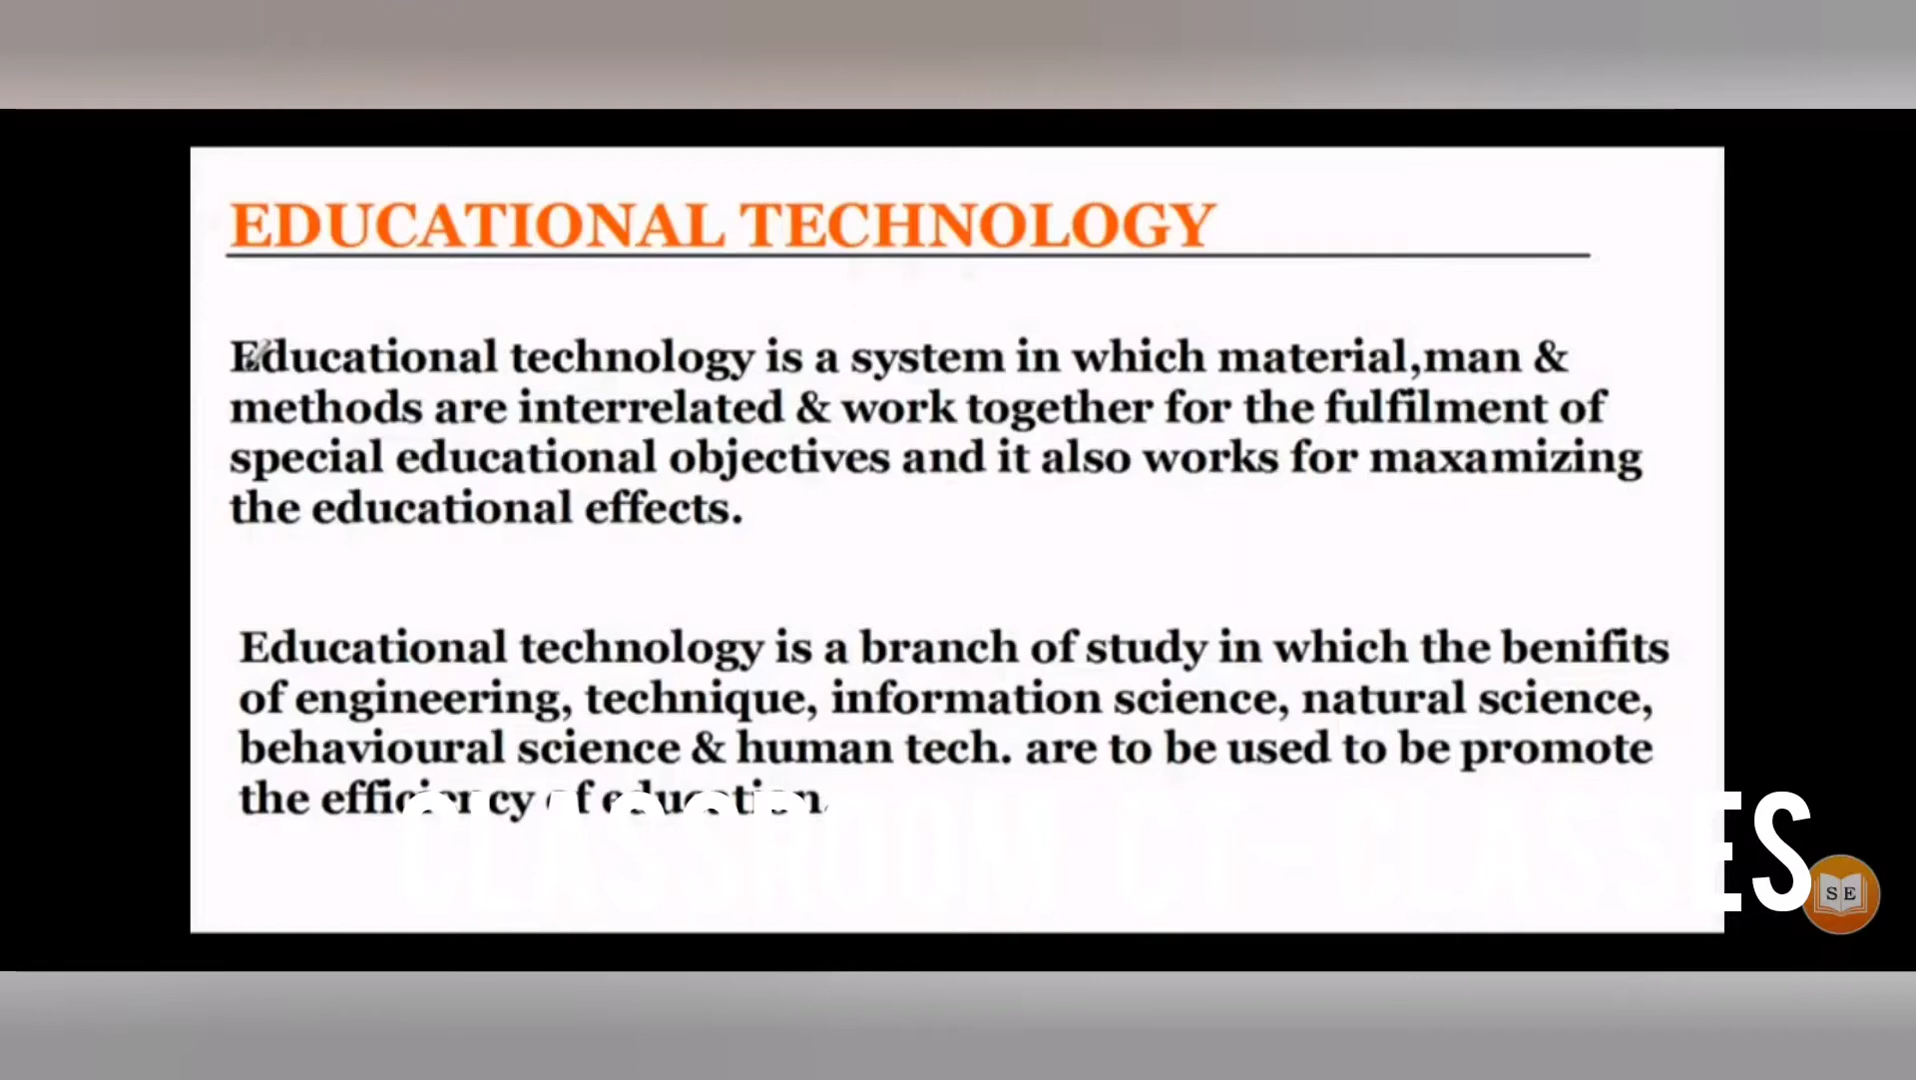 EDUCATIONAL TECHNOLOGY
Educational technology is a system in which material,man &
methods are interrelated & work together for the fulfilment of
special educational objectives and it also works for maxamizing
the educational effects.
Educational technology is a branch of study in which the benifits
of engineering, technique, information science, natural science,
behavioural science & human tech. are to be used to be promote
the efficiency of education
S E